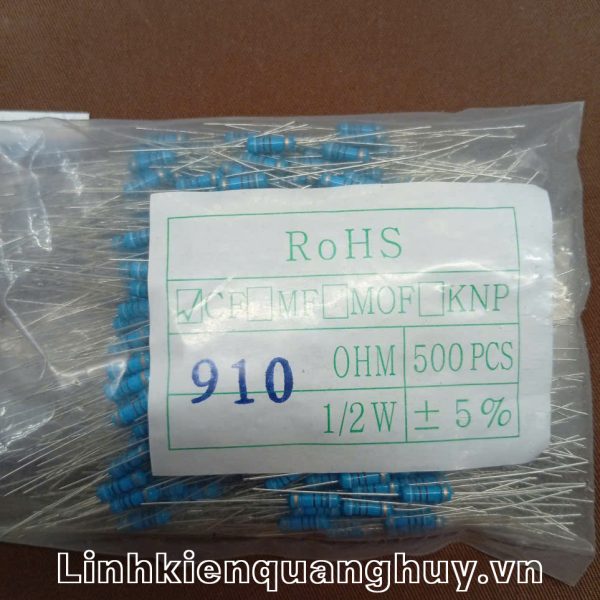 RoHS
☑CF□MF□MOF□KNP
910 OHM 500 PCS
1/2W ± 5%
Linhkienquanghuy.vn